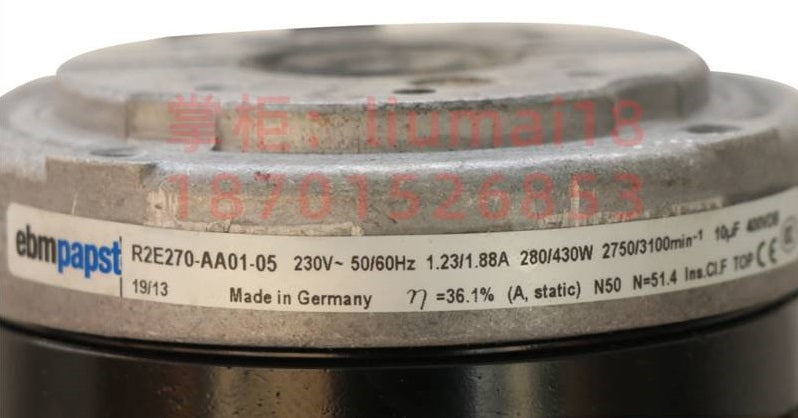 掌柜：liumai18
18701526853
ebmpapst R2E270-AA01-05 230V~ 50/60Hz 1.23/1.88A 280/430W 2750/3100min⁻¹ 10µF
19/13 Made in Germany η =36.1% (A, static) N50 N=51.4 Ins.Cl.F TOP CE